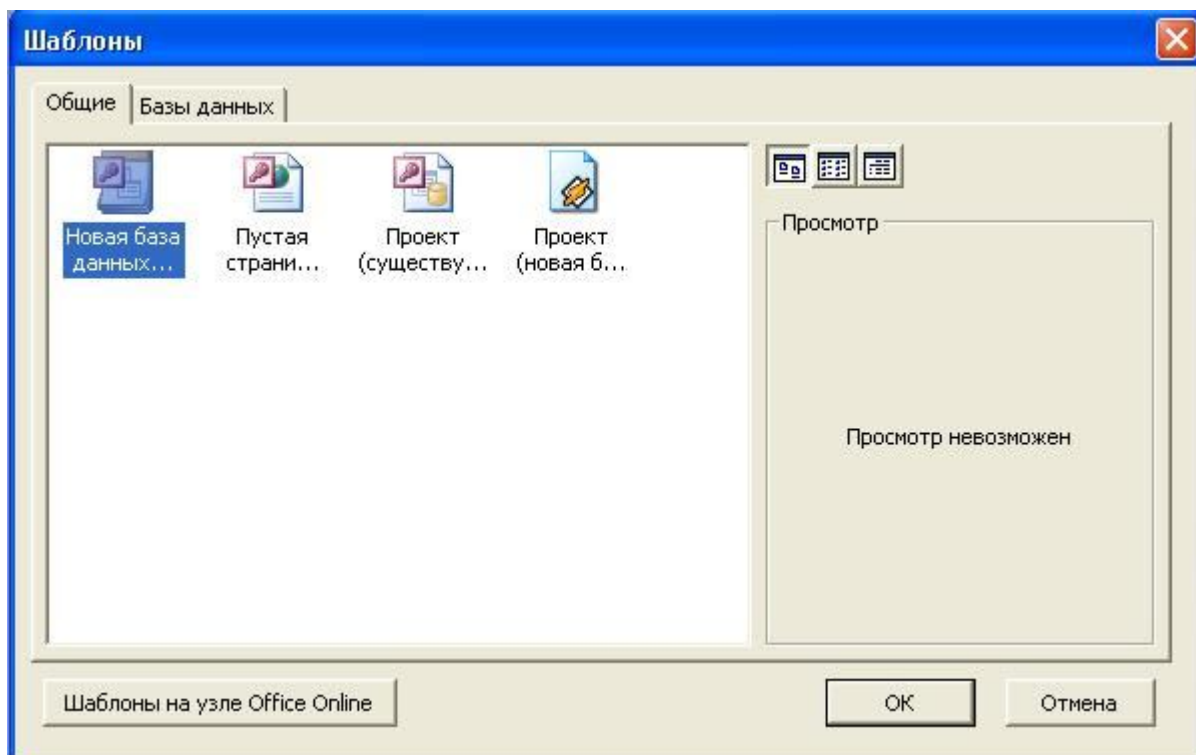 Шаблоны
Общие
Базы данных
Новая база
данных...
Пустая
страни...
Проект
(существу...
Проект
(новая б...
Просмотр
Просмотр невозможен
Шаблоны на узле Office Online
ОК
Отмена